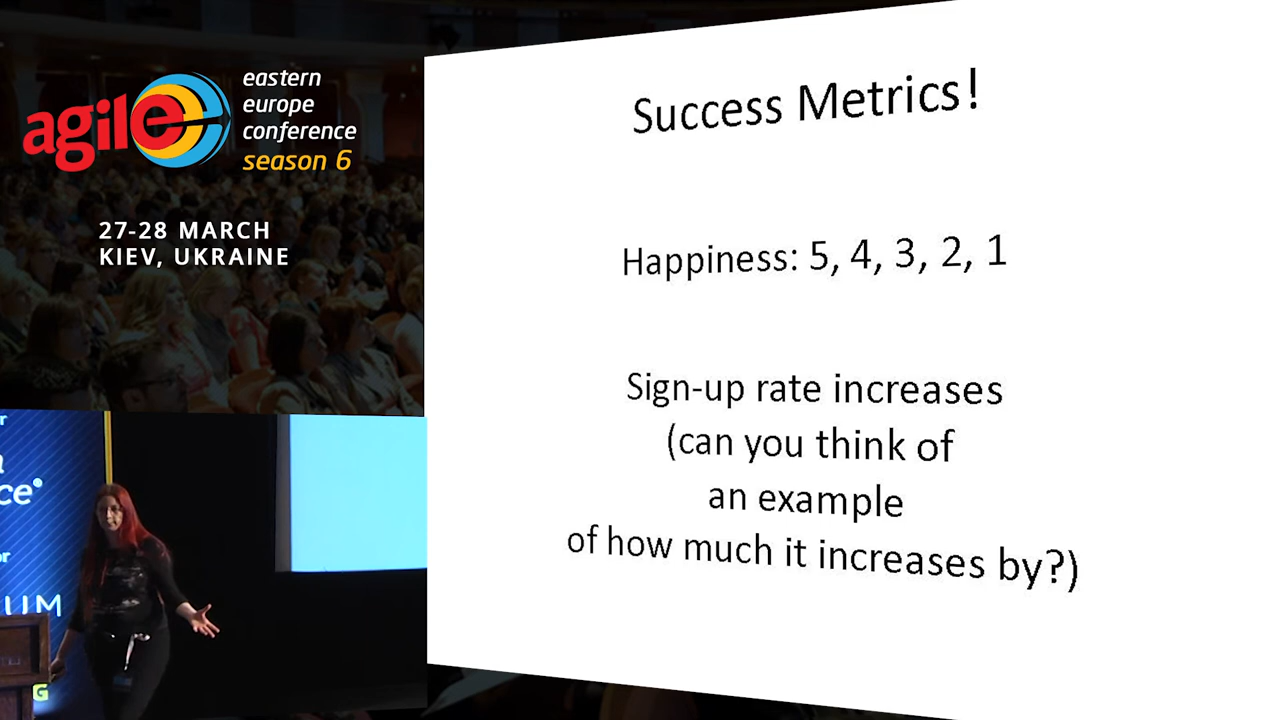 agile
eastern
europe
conference
season 6
27-28 MARCH
KIEV, UKRAINE
Success Metrics!
Happiness: 5, 4, 3, 2, 1
Sign-up rate increases
(can you think of
an example
of how much it increases by?)